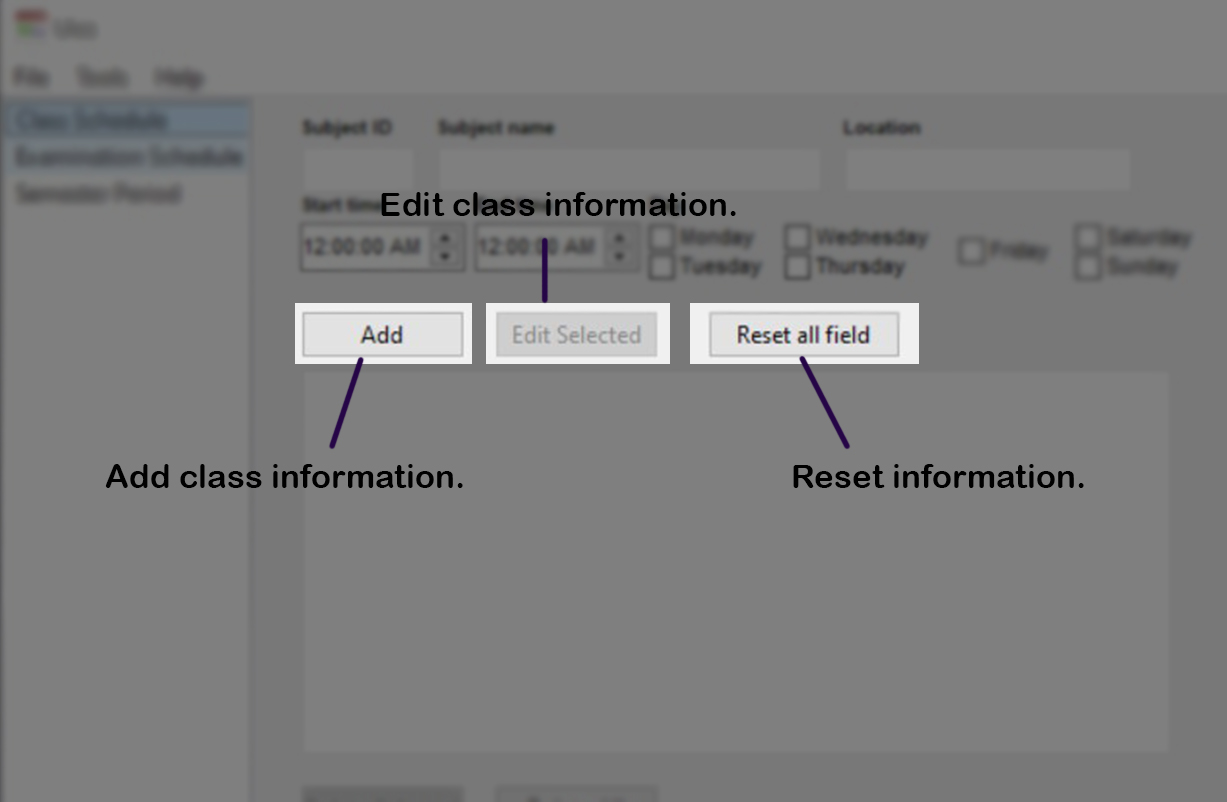 File Tools Help
Class Schedule
Examination Schedule
Semester Period
Subject ID Subject name Location
Start time
Edit class information.
12:00:00 AM 12:00:00 AM
Monday Wednesday Friday Saturday
Tuesday Thursday Sunday
Add Edit Selected Reset all field
Add class information. Reset information.